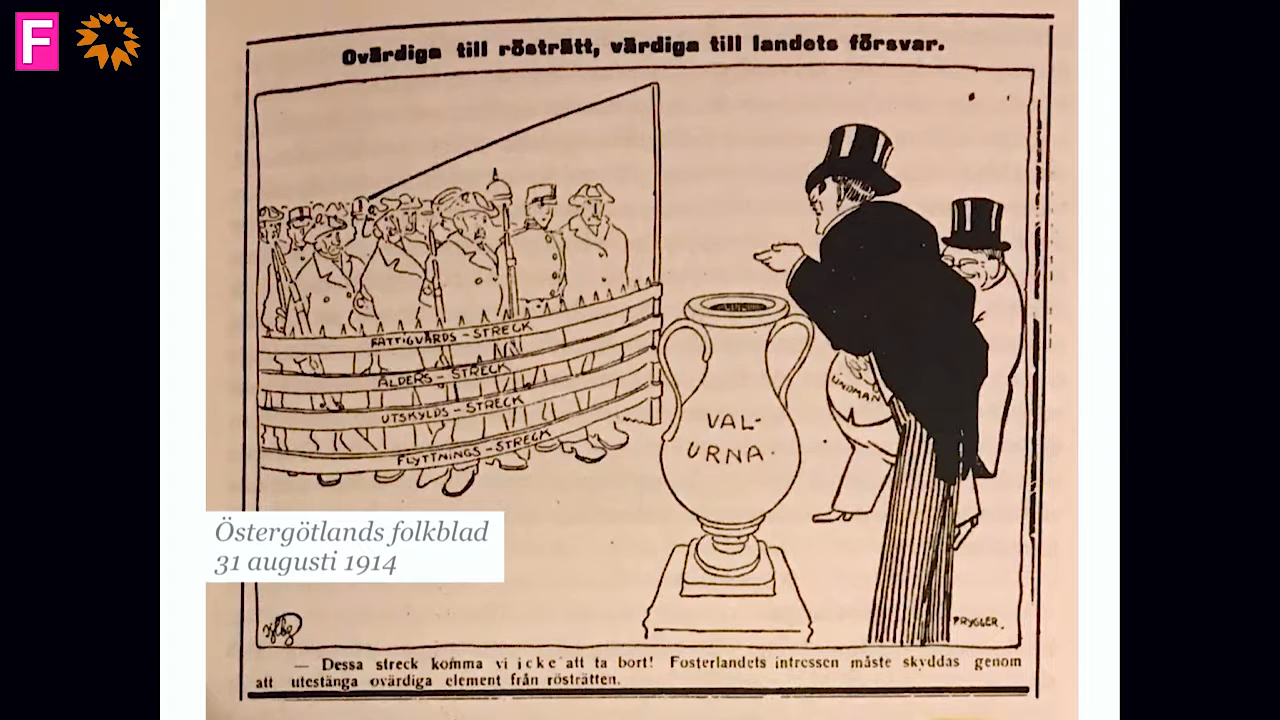 F
Ovärdiga till rösträtt, värdiga till landets försvar.
FATTIGVÅRDS-STRECK
ÅLDERS-STRECK
UTSKYLDS-STRECK
FLYTTNINGS-STRECK
LINDMAN
VAL-
URNA.
Östergötlands folkblad
31 augusti 1914
TRYGGER.
— Dessa streck komma vi icke att ta bort! Fosterlandets intressen måste skyddas genom
att utestänga ovärdiga element från rösträtten.